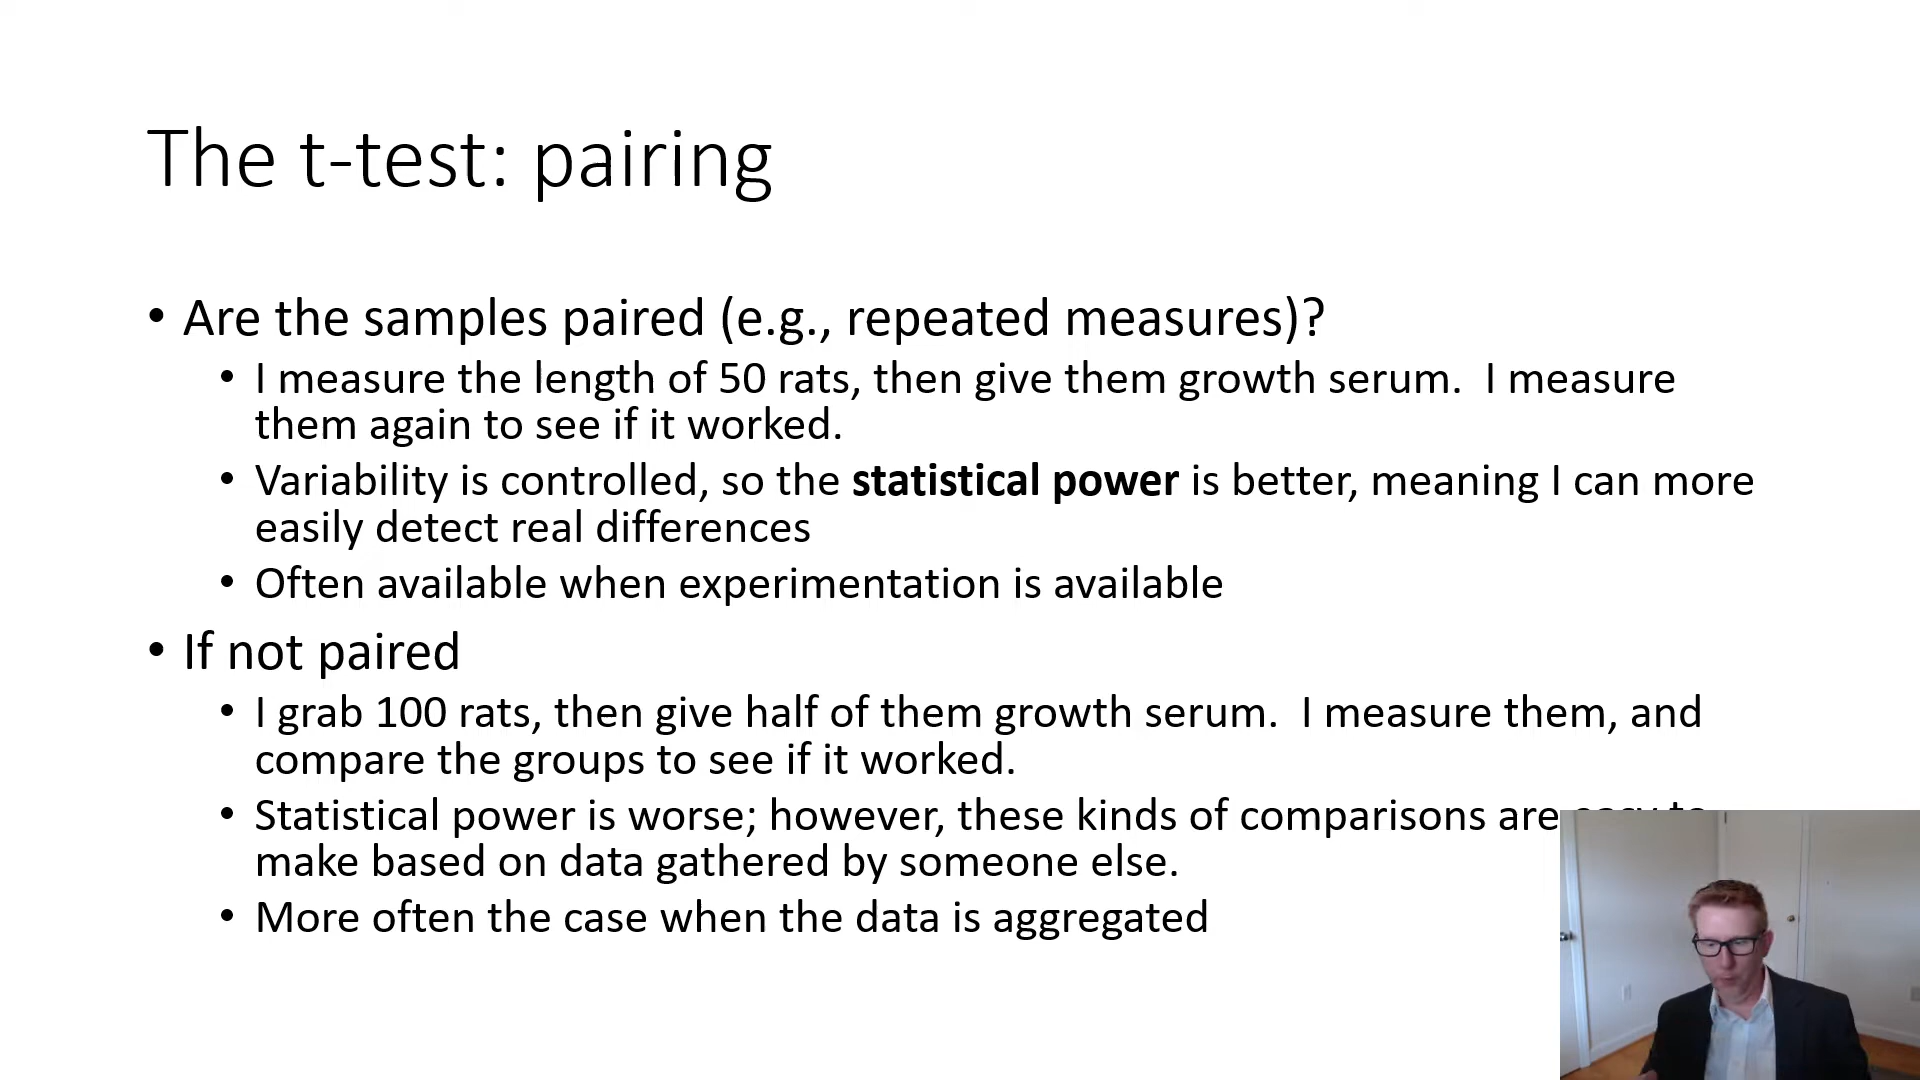 The t-test: pairing
• Are the samples paired (e.g., repeated measures)?
• I measure the length of 50 rats, then give them growth serum.  I measure
them again to see if it worked.
• Variability is controlled, so the statistical power is better, meaning I can more
easily detect real differences
• Often available when experimentation is available
• If not paired
• I grab 100 rats, then give half of them growth serum.  I measure them, and
compare the groups to see if it worked.
• Statistical power is worse; however, these kinds of comparisons are
make based on data gathered by someone else.
• More often the case when the data is aggregated